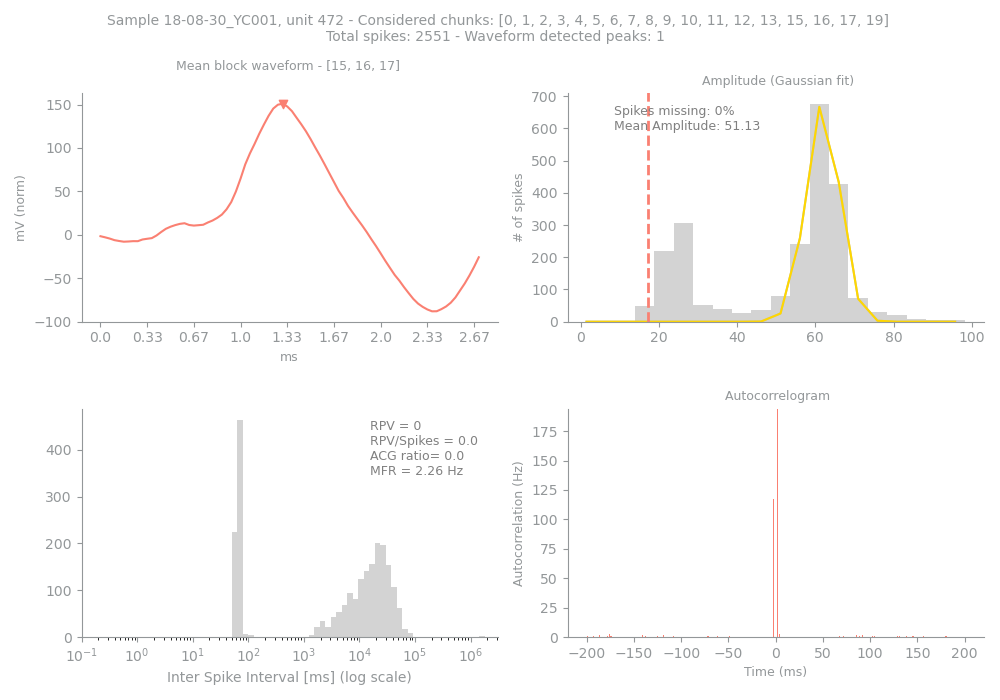 Sample 18-08-30_YC001, unit 472 - Considered chunks: [0, 1, 2, 3, 4, 5, 6, 7, 8, 9, 10, 11, 12, 13, 15, 16, 17, 19]
Total spikes: 2551 - Waveform detected peaks: 1
Mean block waveform - [15, 16, 17]
150
100
50
0
−50
−100
mV (norm)
0.0 0.33 0.67 1.0 1.33 1.67 2.0 2.33 2.67
ms
Amplitude (Gaussian fit)
Spikes missing: 0%
Mean Amplitude: 51.13
700
600
500
400
300
200
100
0
# of spikes
0 20 40 60 80 100
RPV = 0
RPV/Spikes = 0.0
ACG ratio= 0.0
MFR = 2.26 Hz
400
300
200
100
0
10⁻¹ 10⁰ 10¹ 10² 10³ 10⁴ 10⁵ 10⁶
Inter Spike Interval [ms] (log scale)
Autocorrelogram
175
150
125
100
75
50
25
0
Autocorrelation (Hz)
−200 −150 −100 −50 0 50 100 150 200
Time (ms)